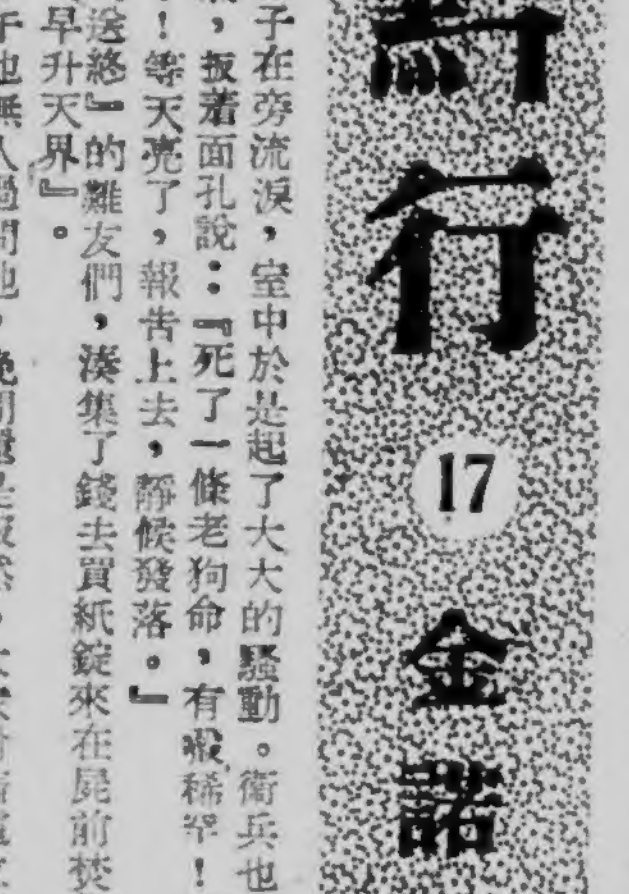 行
17
金諾
子在旁流淚，室中於是起了大大的騷動。衛兵也
，扳着面孔說：『死了一條老狗命，有啥稀罕！
！等天亮了，報告上去，靜候發落。』
送終』的難友們，湊集了錢去買紙錠來在屍前焚
早升天界』。